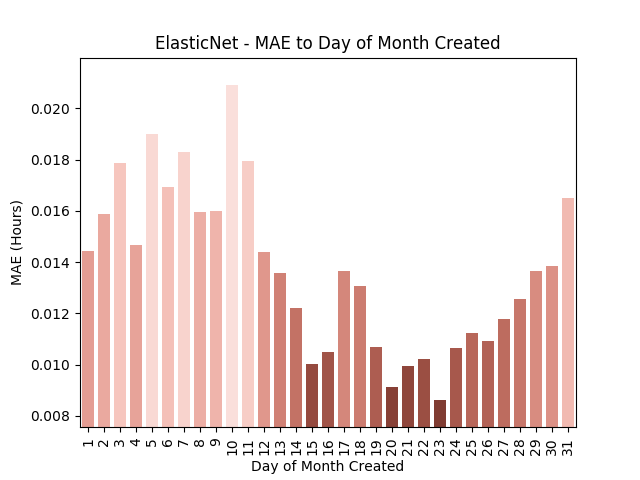 ElasticNet - MAE to Day of Month Created
MAE (Hours)
0.020
0.018
0.016
0.014
0.012
0.010
0.008
1 2 3 4 5 6 7 8 9 10 11 12 13 14 15 16 17 18 19 20 21 22 23 24 25 26 27 28 29 30 31
Day of Month Created